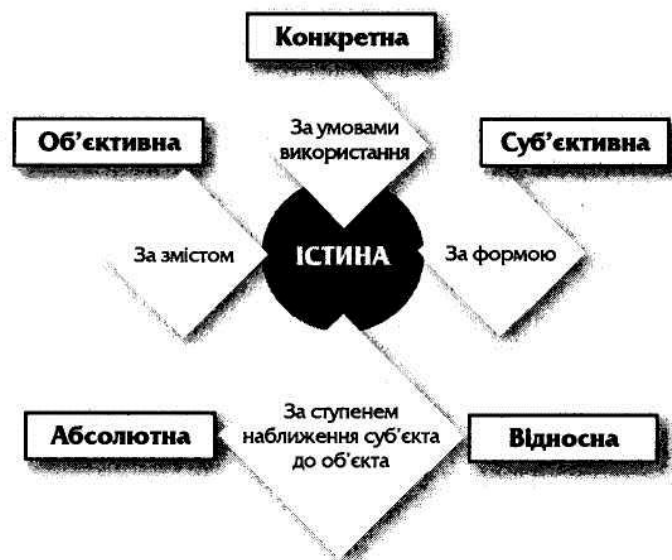 Конкретна
Об’єктивна
За умовами
використання
Суб’єктивна
За змістом
ІСТИНА
За формою
Абсолютна
За ступенем
наближення суб’єкта
до об’єкта
Відносна